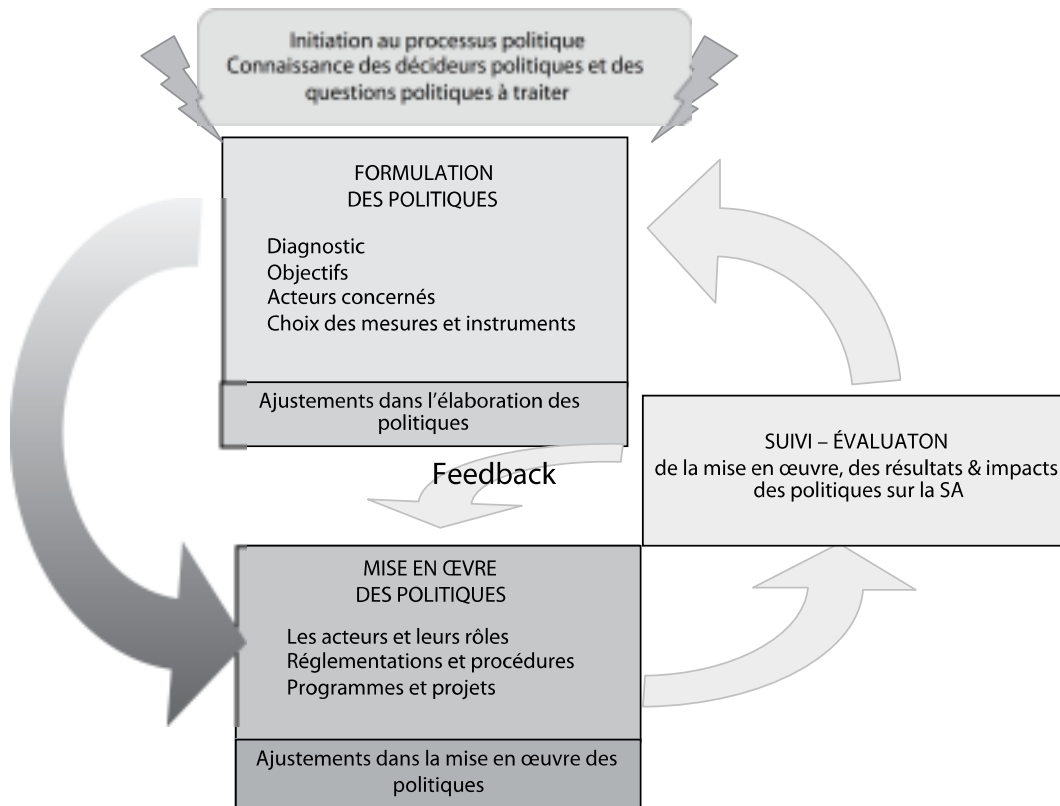 Initiation au processus politique
Connaissance des décideurs politiques et des
questions politiques à traiter
FORMULATION
DES POLITIQUES
Diagnostic
Objectifs
Acteurs concernés
Choix des mesures et instruments
Ajustements dans l’élaboration des
politiques
Feedback
SUIVI – ÉVALUATON
de la mise en œuvre, des résultats & impacts
des politiques sur la SA
MISE EN ŒVRE
DES POLITIQUES
Les acteurs et leurs rôles
Réglementations et procédures
Programmes et projets
Ajustements dans la mise en œuvre des
politiques